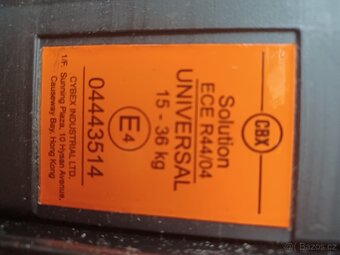 CBX
Solution
ECE R44/04
UNIVERSAL
15 - 36 kg
E4
04443514
CYBEX INDUSTRIAL LTD.
1/F. Sunning Plaza, 10 Hysan Avenue,
Causeway Bay, Hong Kong
© Bazos.cz